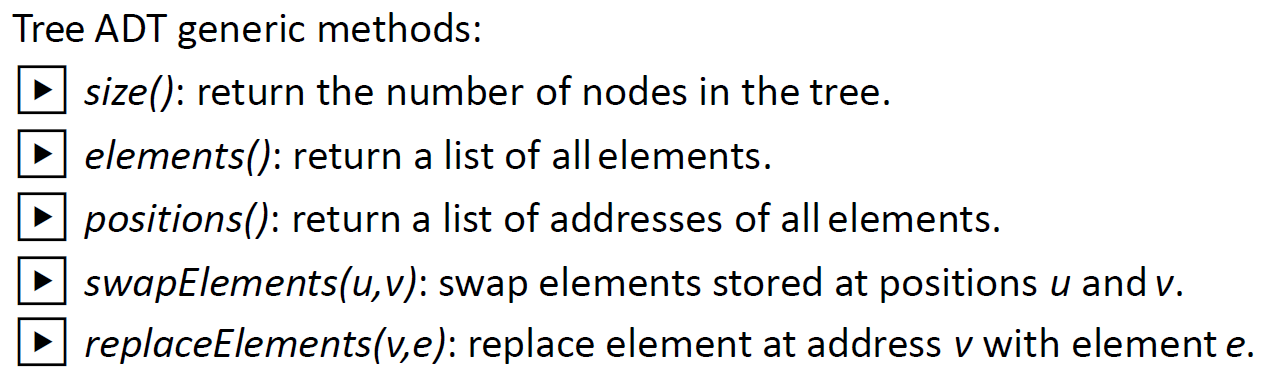 Tree ADT generic methods:
size(): return the number of nodes in the tree.
elements(): return a list of all elements.
positions(): return a list of addresses of all elements.
swapElements(u,v): swap elements stored at positions u and v.
replaceElements(v,e): replace element at address v with element e.